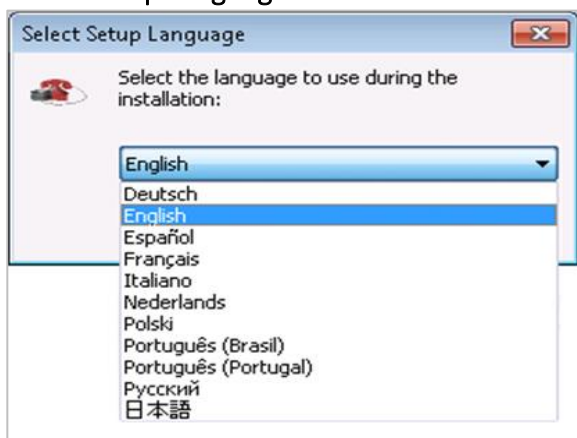 Select Setup Language
Select the language to use during the
installation:
English
Deutsch
English
Español
Français
Italiano
Nederlands
Polski
Português (Brasil)
Português (Portugal)
Русский
日本語